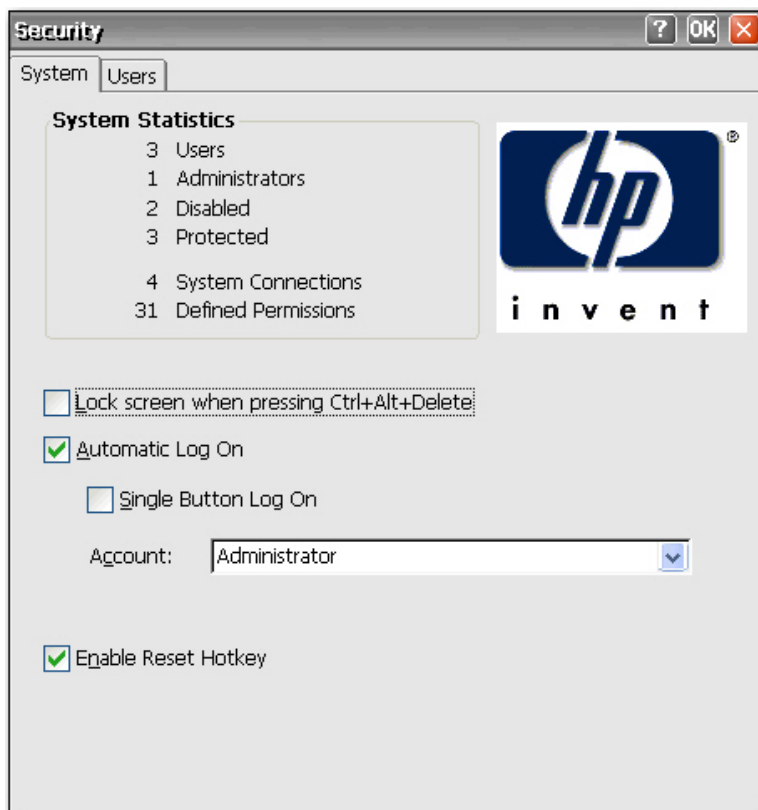 Security
? OK
System Users
System Statistics
3 Users
1 Administrators
2 Disabled
3 Protected
4 System Connections
31 Defined Permissions
hp ®
invent
Lock screen when pressing Ctrl+Alt+Delete
Automatic Log On
Single Button Log On
Account: Administrator
Enable Reset Hotkey